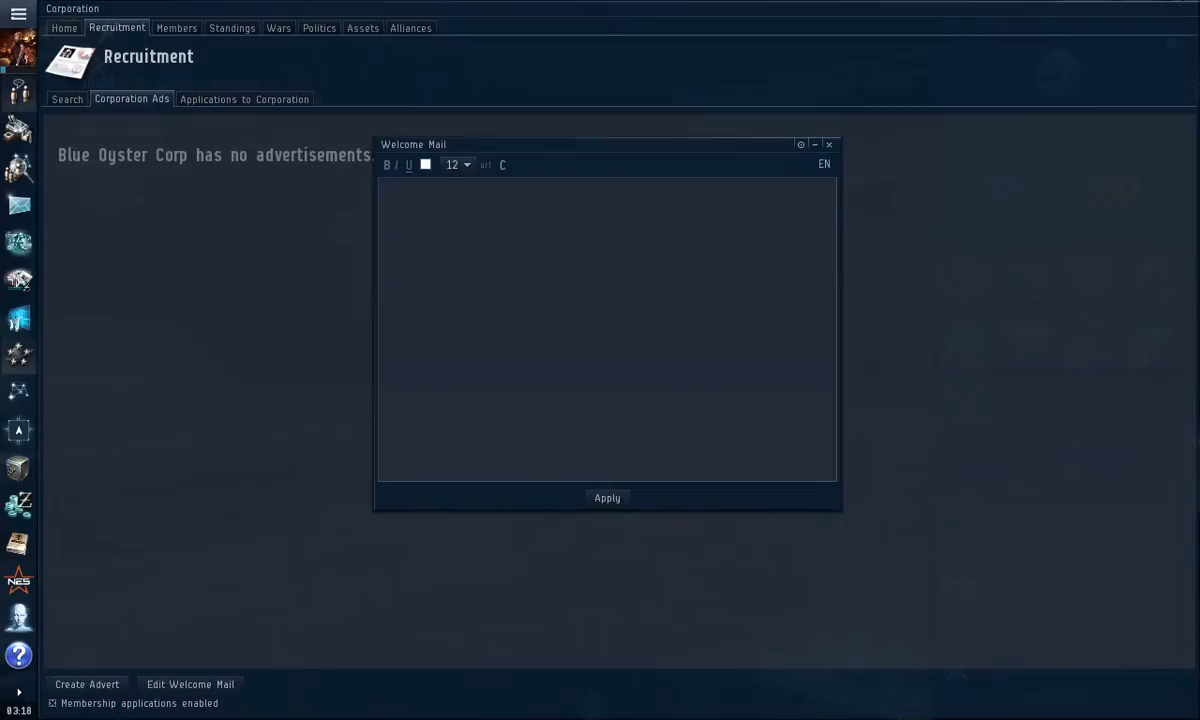 Corporation
Home Recruitment Members Standings Wars Politics Assets Alliances
Recruitment
Search Corporation Ads Applications to Corporation
Welcome Mail
Blue Oyster Corp has no advertisements.
B I U 12 url C EN
Apply
NES
?
Create Advert Edit Welcome Mail
Membership applications enabled
03:18